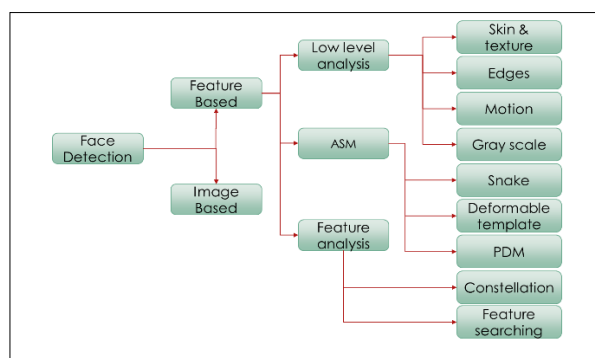 Face
Detection
Feature
Based
Image
Based
Low level
analysis
ASM
Feature
analysis
Skin &
texture
Edges
Motion
Gray scale
Snake
Deformable
template
PDM
Constellation
Feature
searching